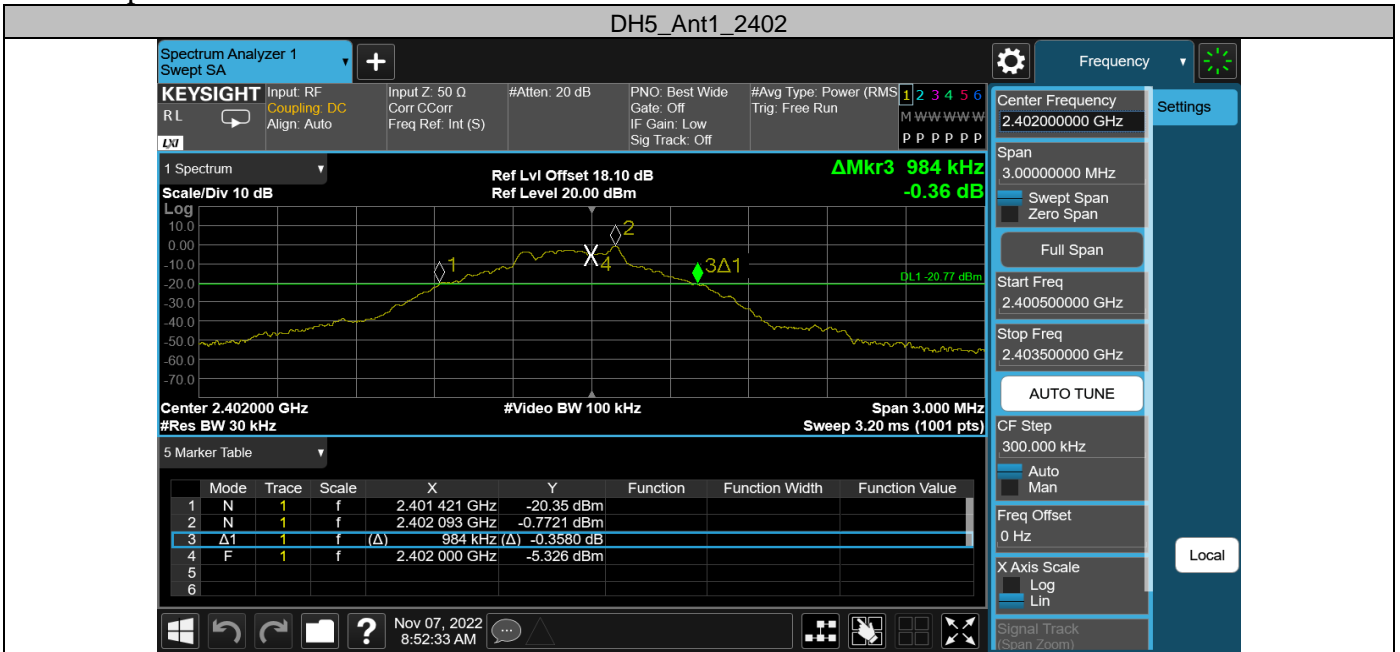 DH5_Ant1_2402
Spectrum Analyzer 1
Swept SA
+
Frequency
KEYSIGHT
RL
LXI
Input: RF
Coupling: DC
Align: Auto
Input Z: 50 Ω
Corr CCorr
Freq Ref: Int (S)
#Atten: 20 dB
PNO: Best Wide
Gate: Off
IF Gain: Low
Sig Track: Off
#Avg Type: Power (RMS
Trig: Free Run
1 2 3 4 5 6
M W W W W W
P P P P P P
1 Spectrum
Scale/Div 10 dB
Ref Lvl Offset 18.10 dB
Ref Level 20.00 dBm
ΔMkr3 984 kHz
-0.36 dB
Log
10.0
0.00
-10.0
-20.0
-30.0
-40.0
-50.0
-60.0
-70.0
1
2
4
3Δ1
DL1 -20.77 dBm
Center 2.402000 GHz
#Video BW 100 kHz
Span 3.000 MHz
#Res BW 30 kHz
Sweep 3.20 ms (1001 pts)
5 Marker Table
Mode Trace Scale X Y Function Function Width Function Value
1 N 1 f 2.401 421 GHz -20.35 dBm
2 N 1 f 2.402 093 GHz -0.7721 dBm
3 Δ1 1 f (Δ) 984 kHz (Δ) -0.3580 dB
4 F 1 f 2.402 000 GHz -5.326 dBm
5
6
?
Nov 07, 2022
8:52:33 AM
Center Frequency
2.402000000 GHz
Settings
Span
3.00000000 MHz
Swept Span
Zero Span
Full Span
Start Freq
2.400500000 GHz
Stop Freq
2.403500000 GHz
AUTO TUNE
CF Step
300.000 kHz
Auto
Man
Freq Offset
0 Hz
Local
X Axis Scale
Log
Lin
Signal Track
(Span Zoom)